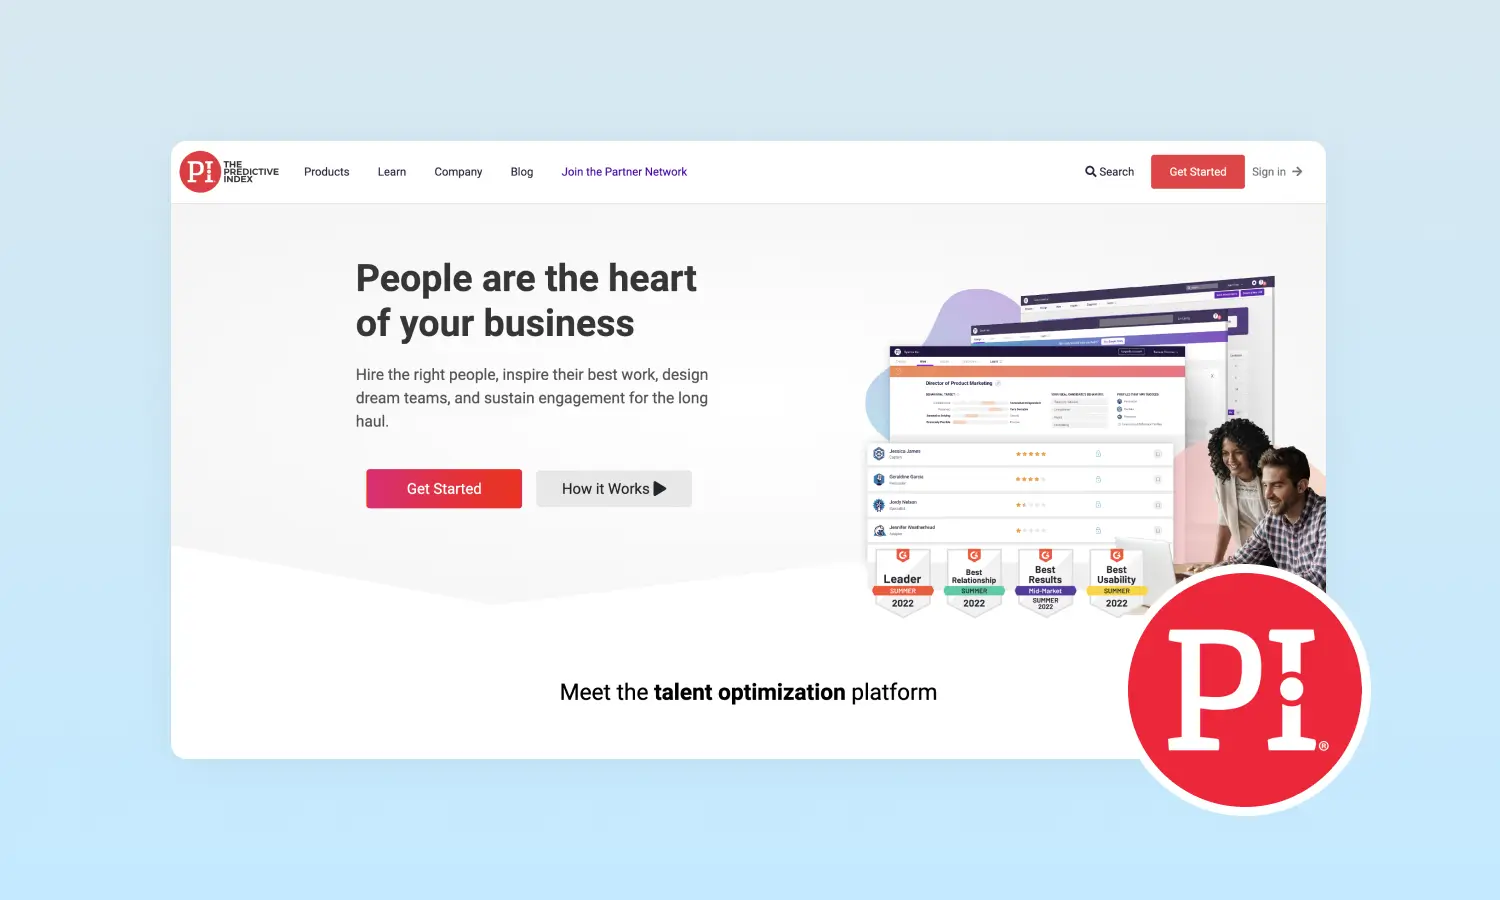 PI THE
PREDICTIVE
INDEX
Products
Learn
Company
Blog
Join the Partner Network
Search
Get Started
Sign in
People are the heart
of your business
Hire the right people, inspire their best work, design
dream teams, and sustain engagement for the long
haul.
Get Started
How it Works
Director of Product Marketing
Jessica James
Captain
Geraldine Garcia
Persuader
Jordy Nelson
Specialist
Jennifer Weatherhead
Adapter
Leader
SUMMER
2022
Best
Relationship
SUMMER
2022
Best
Results
Mid-Market
SUMMER
2022
Best
Usability
SUMMER
2022
Meet the talent optimization platform
PI®